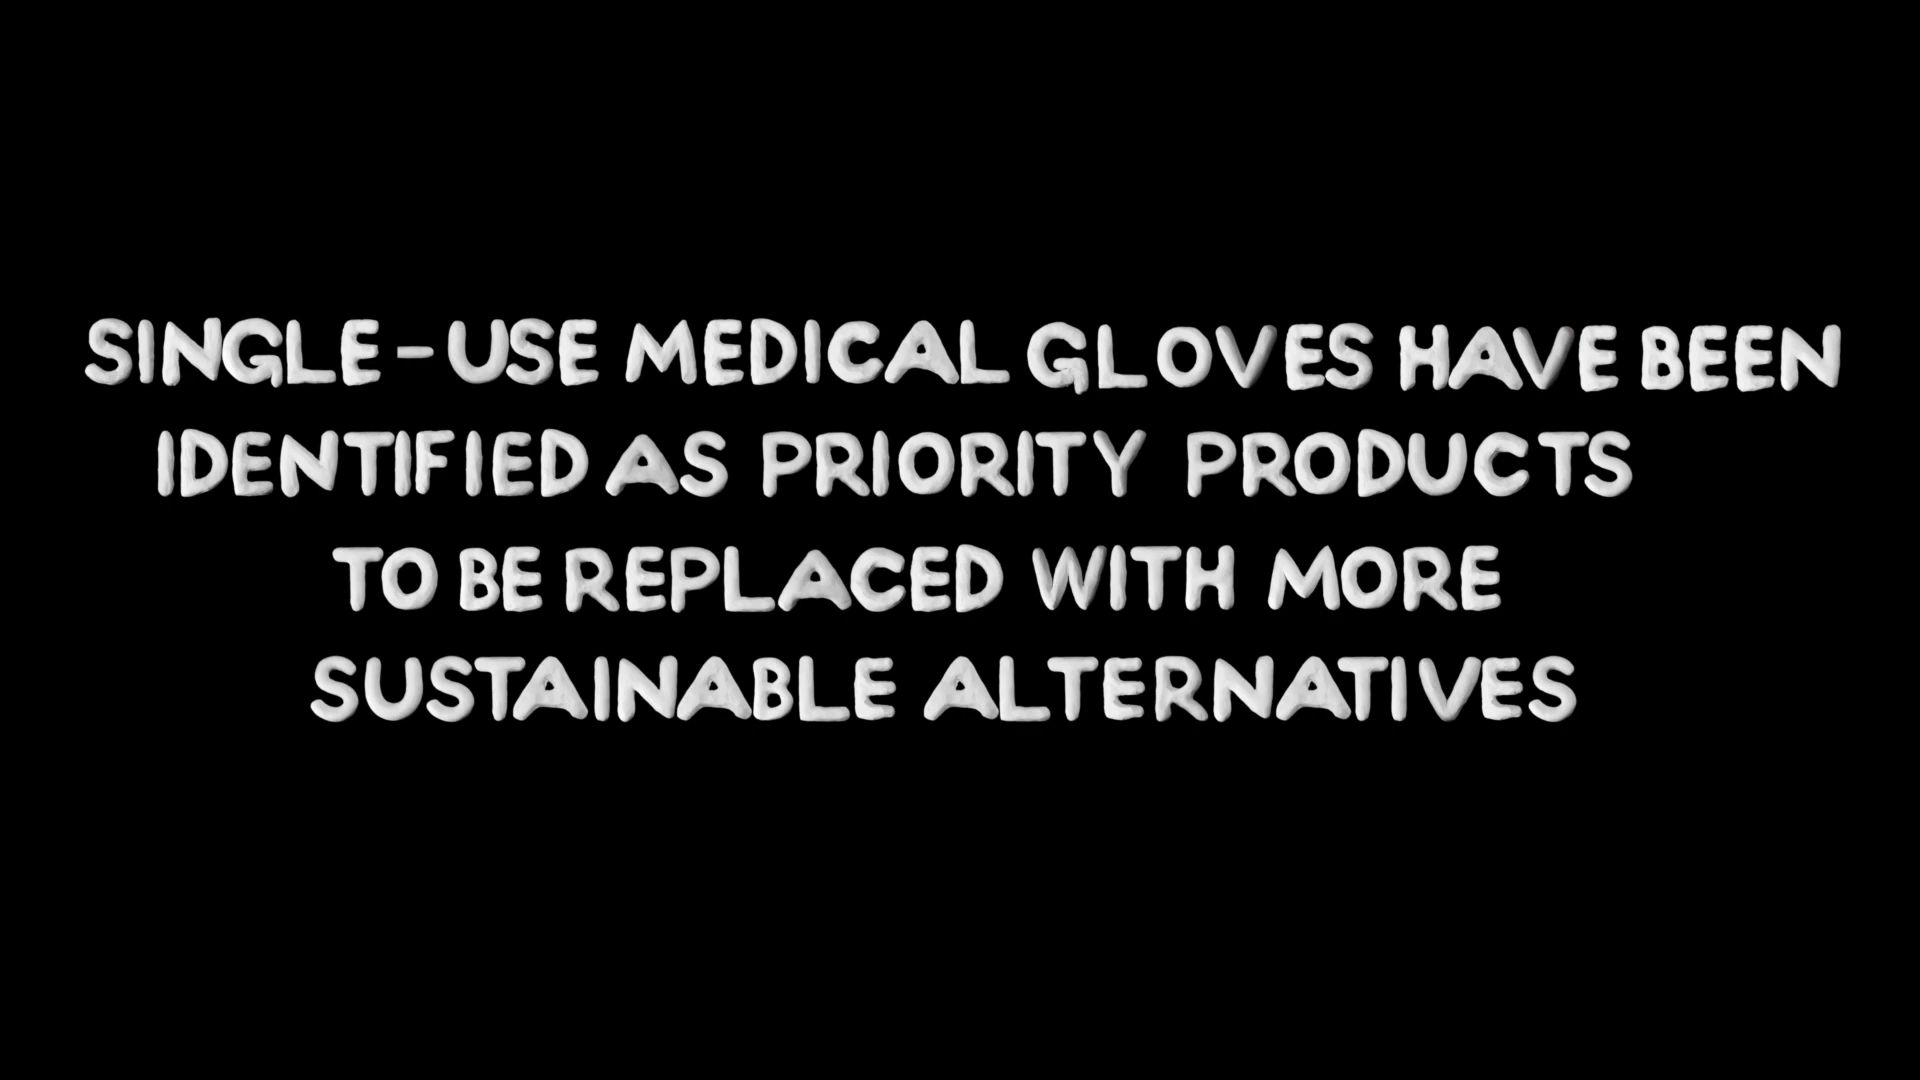 SINGLE-USE MEDICAL GLOVES HAVE BEEN
IDENTIFIED AS PRIORITY PRODUCTS
TO BE REPLACED WITH MORE
SUSTAINABLE ALTERNATIVES